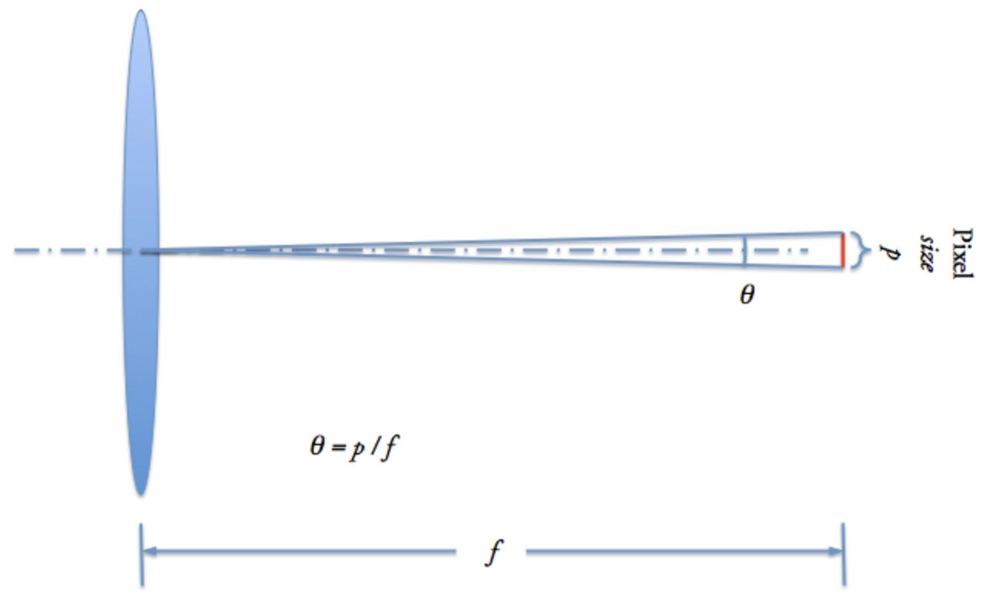 Pixel
size
p
θ
θ = p / f
f